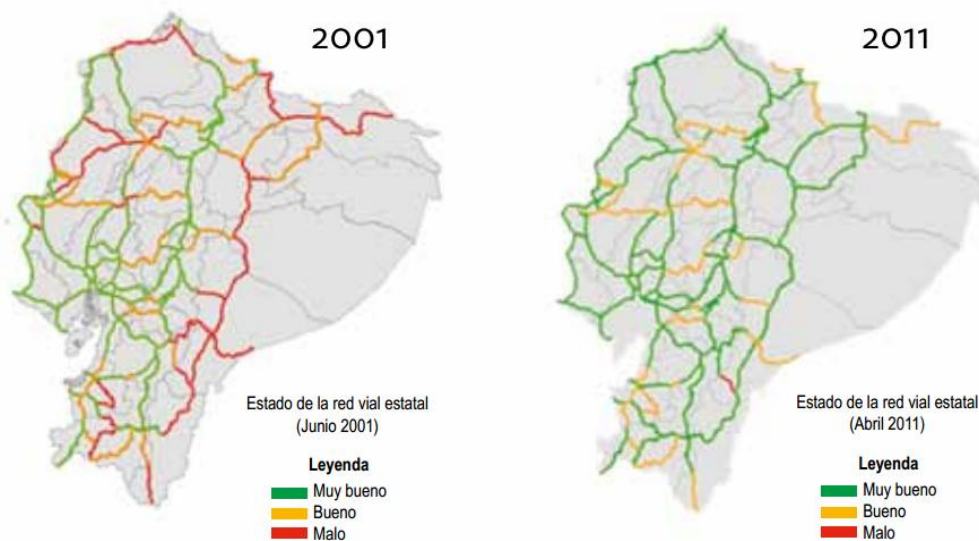 2001
Estado de la red vial estatal
(Junio 2001)
Leyenda
Muy bueno
Bueno
Malo
2011
Estado de la red vial estatal
(Abril 2011)
Leyenda
Muy bueno
Bueno
Malo